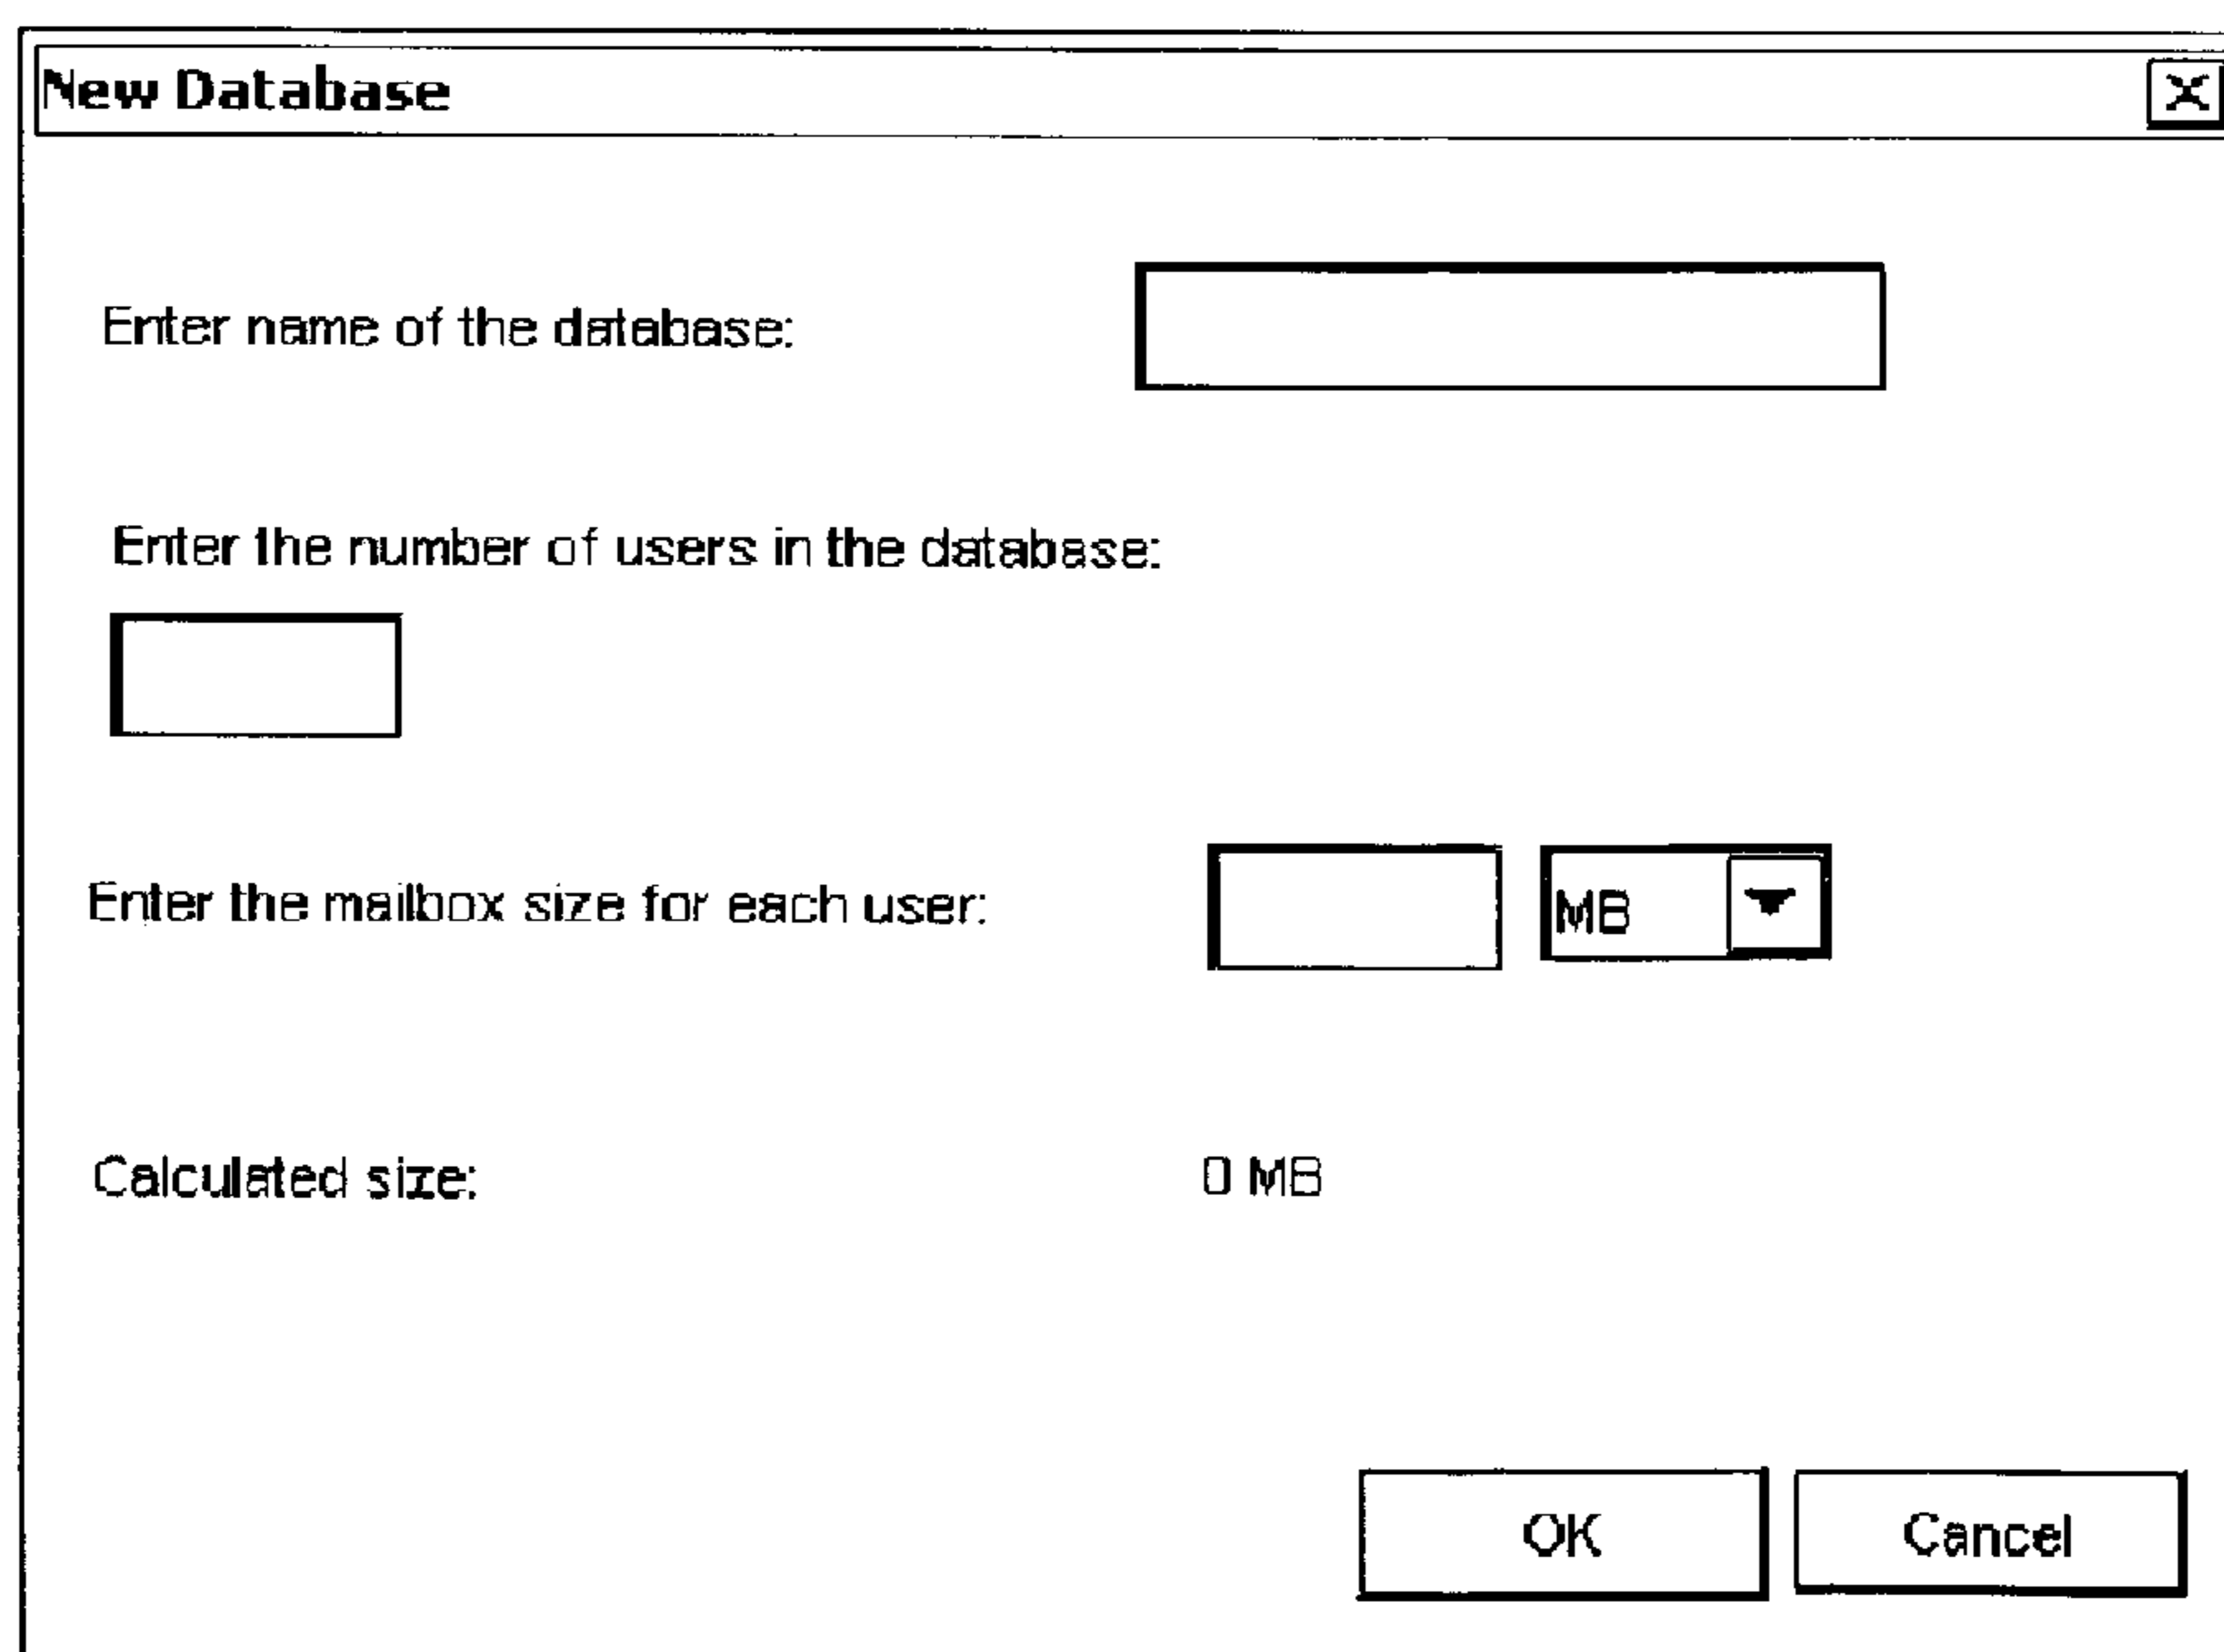 New Database
Enter name of the database:
Enter the number of users in the database:
Enter the mailbox size for each user:
MB
Calculated size: 0 MB
OK Cancel